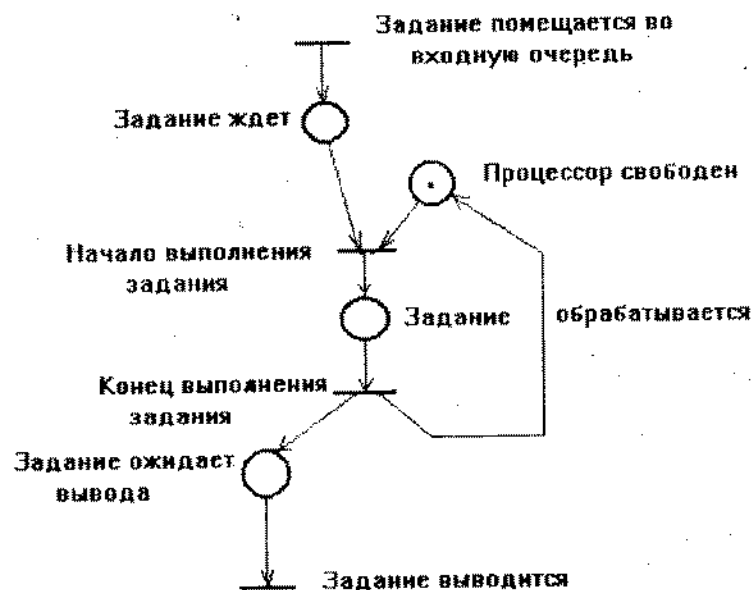 Задание помещается во
входную очередь
Задание ждет
Процессор свободен
Начало выполнения
задания
Задание обрабатывается
Конец выполнения
задания
Задание ожидает
вывода
Задание выводится